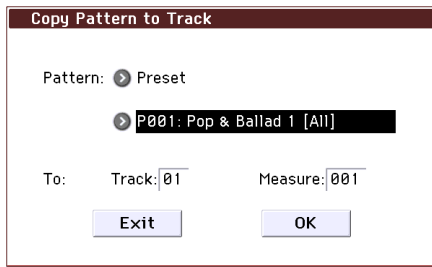 Copy Pattern to Track
Pattern: Preset
P001: Pop & Ballad 1 [All]
To: Track: 01 Measure: 001
Exit OK